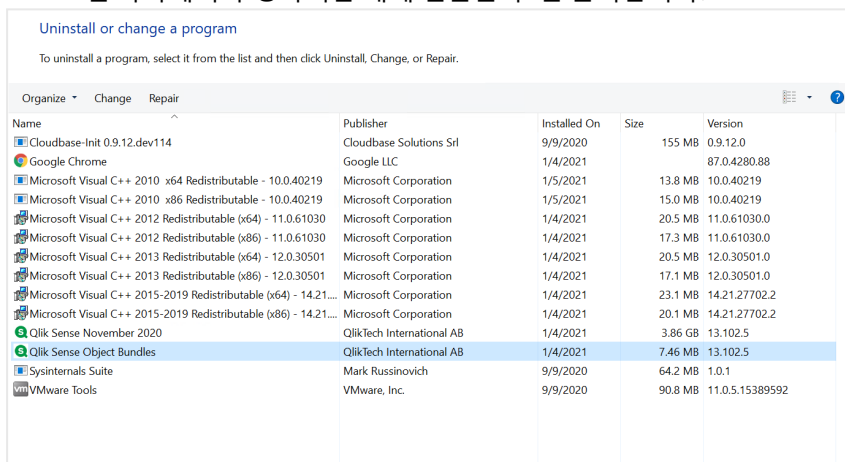 Uninstall or change a program
To uninstall a program, select it from the list and then click Uninstall, Change, or Repair.
Organize Change Repair
Name Publisher Installed On Size Version
Cloudbase-Init 0.9.12.dev114 Cloudbase Solutions Srl 9/9/2020 155 MB 0.9.12.0
Google Chrome Google LLC 1/4/2021 87.0.4280.88
Microsoft Visual C++ 2010 x64 Redistributable - 10.0.40219 Microsoft Corporation 1/5/2021 13.8 MB 10.0.40219
Microsoft Visual C++ 2010 x86 Redistributable - 10.0.40219 Microsoft Corporation 1/5/2021 15.0 MB 10.0.40219
Microsoft Visual C++ 2012 Redistributable (x64) - 11.0.61030 Microsoft Corporation 1/4/2021 20.5 MB 11.0.61030.0
Microsoft Visual C++ 2012 Redistributable (x86) - 11.0.61030 Microsoft Corporation 1/4/2021 17.3 MB 11.0.61030.0
Microsoft Visual C++ 2013 Redistributable (x64) - 12.0.30501 Microsoft Corporation 1/4/2021 20.5 MB 12.0.30501.0
Microsoft Visual C++ 2013 Redistributable (x86) - 12.0.30501 Microsoft Corporation 1/4/2021 17.1 MB 12.0.30501.0
Microsoft Visual C++ 2015-2019 Redistributable (x64) - 14.21.... Microsoft Corporation 1/4/2021 23.1 MB 14.21.27702.2
Microsoft Visual C++ 2015-2019 Redistributable (x86) - 14.21.... Microsoft Corporation 1/4/2021 20.1 MB 14.21.27702.2
Qlik Sense November 2020 QlikTech International AB 1/4/2021 3.86 GB 13.102.5
Qlik Sense Object Bundles QlikTech International AB 1/4/2021 7.46 MB 13.102.5
Sysinternals Suite Mark Russinovich 9/9/2020 64.2 MB 1.0.1
vm VMware Tools VMware, Inc. 9/9/2020 90.8 MB 11.0.5.15389592